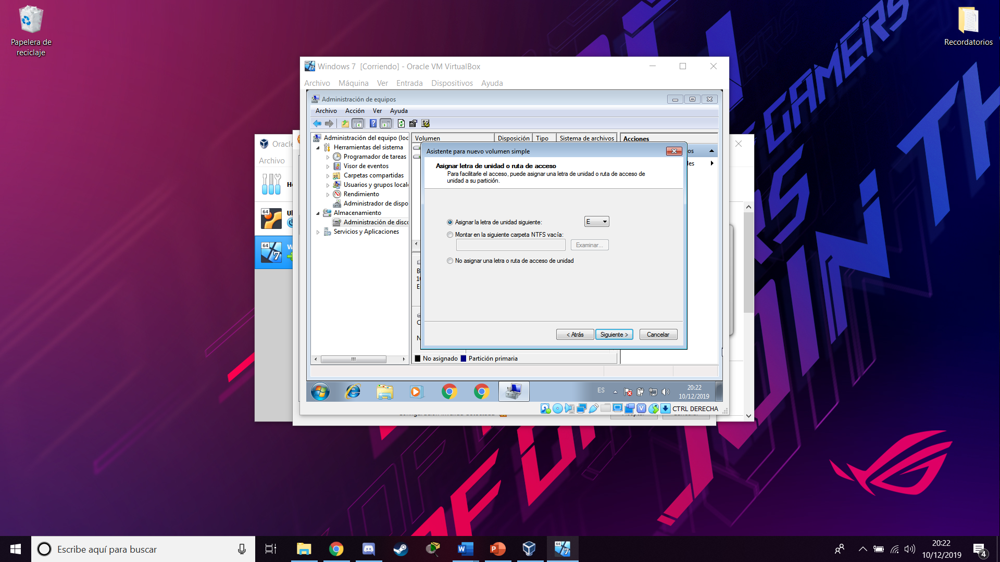 Papelera de
reciclaje
Recordatorios
GAMERS
Windows 7 [Corriendo] - Oracle VM VirtualBox
Archivo Máquina Ver Entrada Dispositivos Ayuda
Administración de equipos
Archivo Acción Ver Ayuda
Administración del equipo (loc
Herramientas del sistema
Programador de tareas
Visor de eventos
Carpetas compartidas
Usuarios y grupos locale
Rendimiento
Administrador de dispo
Almacenamiento
Administración de disco
Servicios y Aplicaciones
Volumen Disposición Tipo Sistema de archivos
Acciones
os
les
Asistente para nuevo volumen simple
Asignar letra de unidad o ruta de acceso
Para facilitarle el acceso, puede asignar una letra de unidad o ruta de acceso de
unidad a su partición.
Asignar la letra de unidad siguiente: E
Montar en la siguiente carpeta NTFS vacía:
Examinar...
No asignar una letra o ruta de acceso de unidad
< Atrás Siguiente > Cancelar
No asignado Partición primaria
ES
20:22
10/12/2019
CTRL DERECHA
Oracle
Archivo
64
64
7
Escribe aquí para buscar
20:22
10/12/2019
4